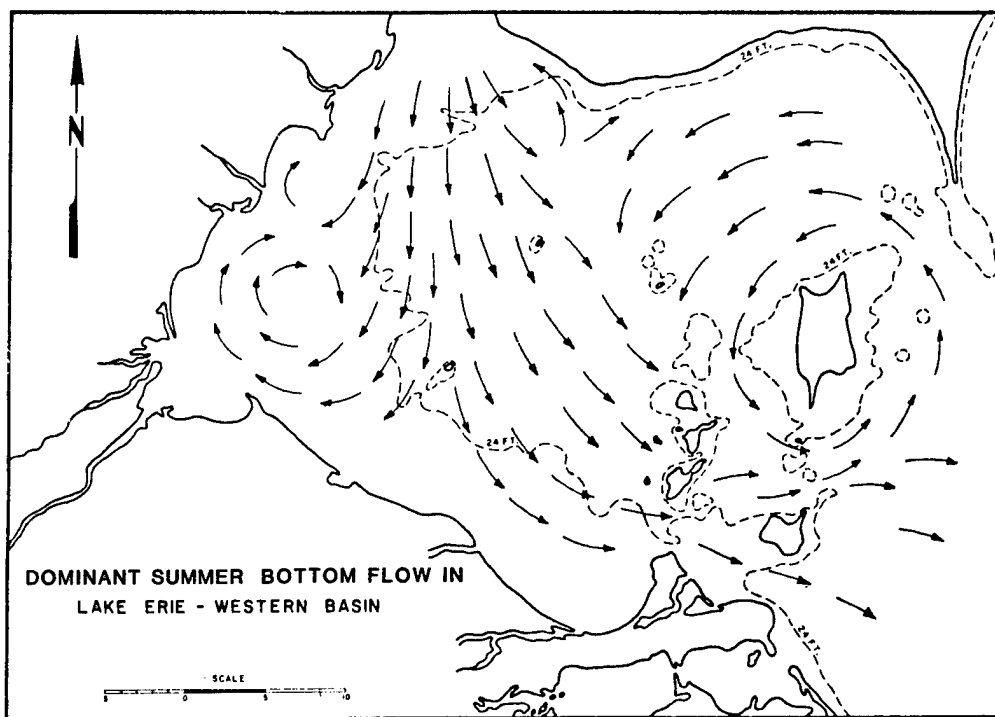 24 FT.
N
24 FT.
24 FT.
DOMINANT SUMMER BOTTOM FLOW IN
LAKE ERIE - WESTERN BASIN
24 FT.
SCALE
5 0 5 10